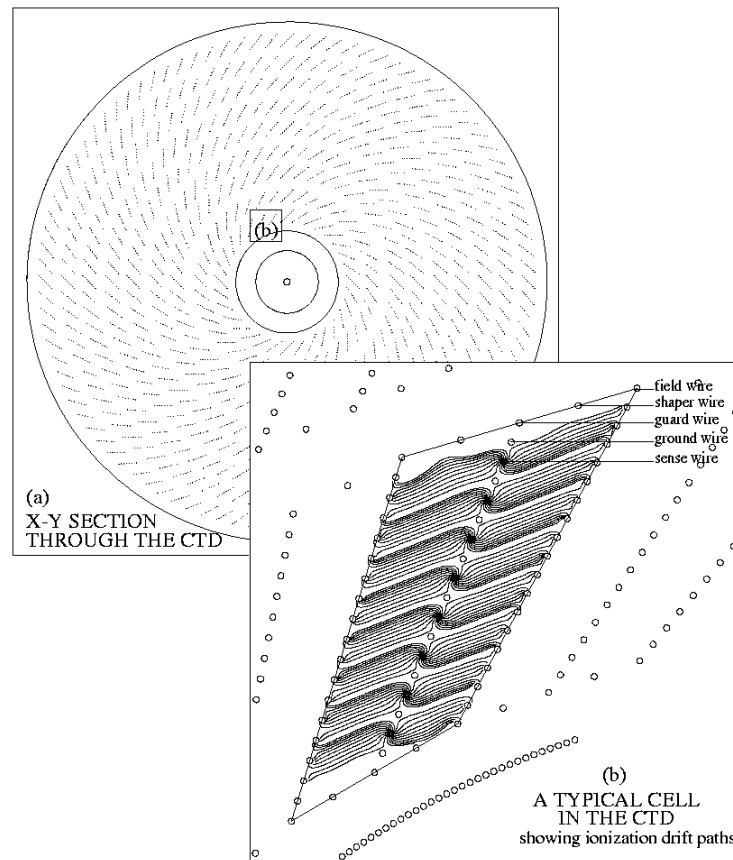 (b)
(a)
X-Y SECTION
THROUGH THE CTD
field wire
shaper wire
guard wire
ground wire
sense wire
(b)
A TYPICAL CELL
IN THE CTD
showing ionization drift paths